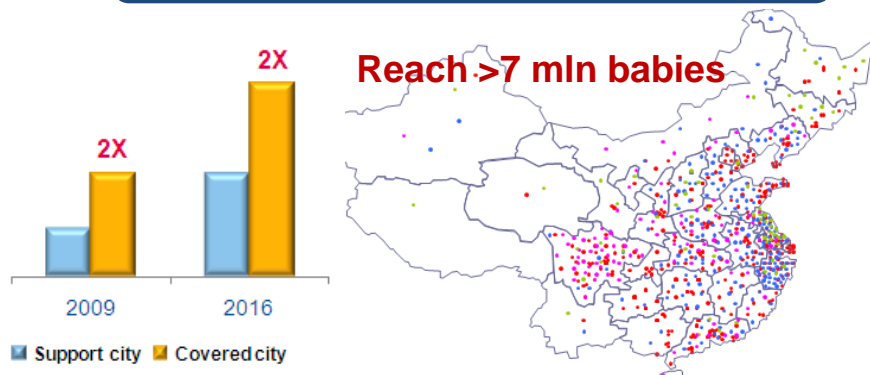 2X
2X
2009
2016
Support city
Covered city
Reach >7 mln babies